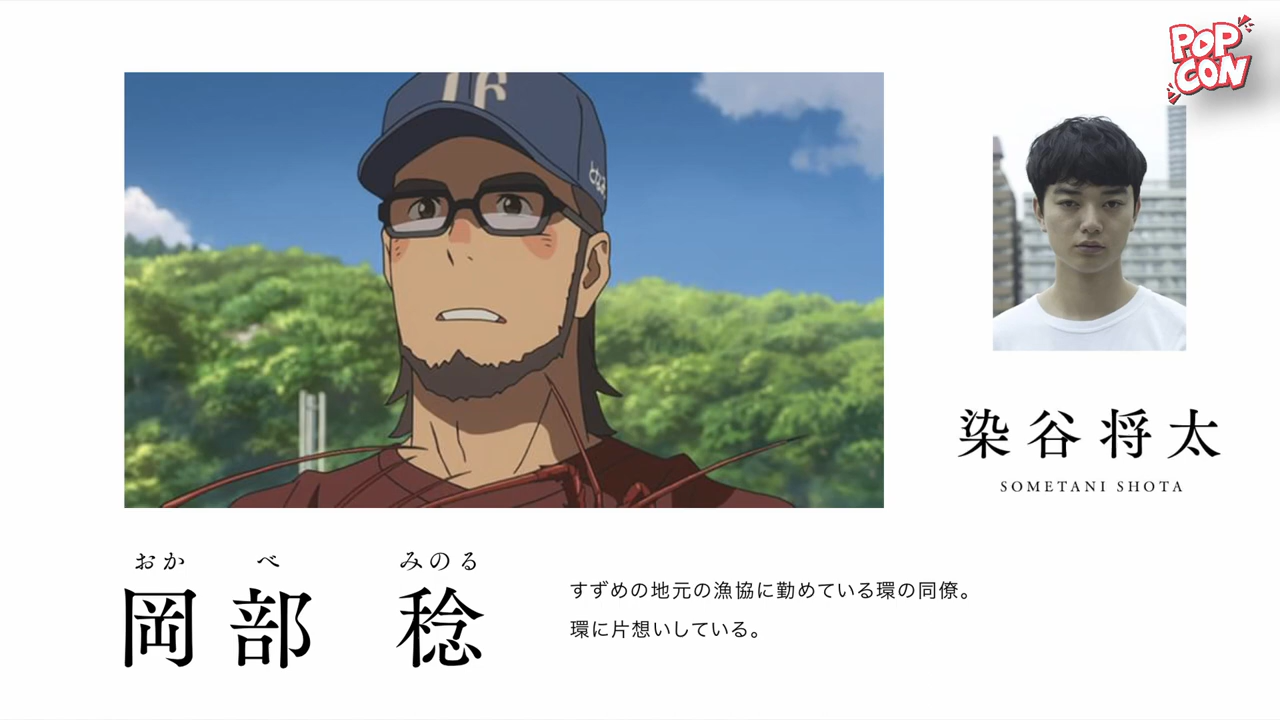 POP
CON
染谷将太
SOMETANI SHOTA
おかべ みのる
岡部 稔
すずめの地元の漁協に勤めている環の同僚。
環に片想いしている。